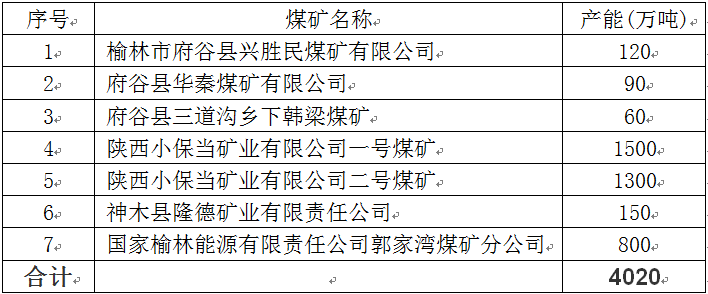 序号 煤矿名称 产能(万吨)
1 榆林市府谷县兴胜民煤矿有限公司 120
2 府谷县华秦煤矿有限公司 90
3 府谷县三道沟乡下韩梁煤矿 60
4 陕西小保当矿业有限公司一号煤矿 1500
5 陕西小保当矿业有限公司二号煤矿 1300
6 神木县隆德矿业有限责任公司 150
7 国家榆林能源有限责任公司郭家湾煤矿分公司 800
合计 4020